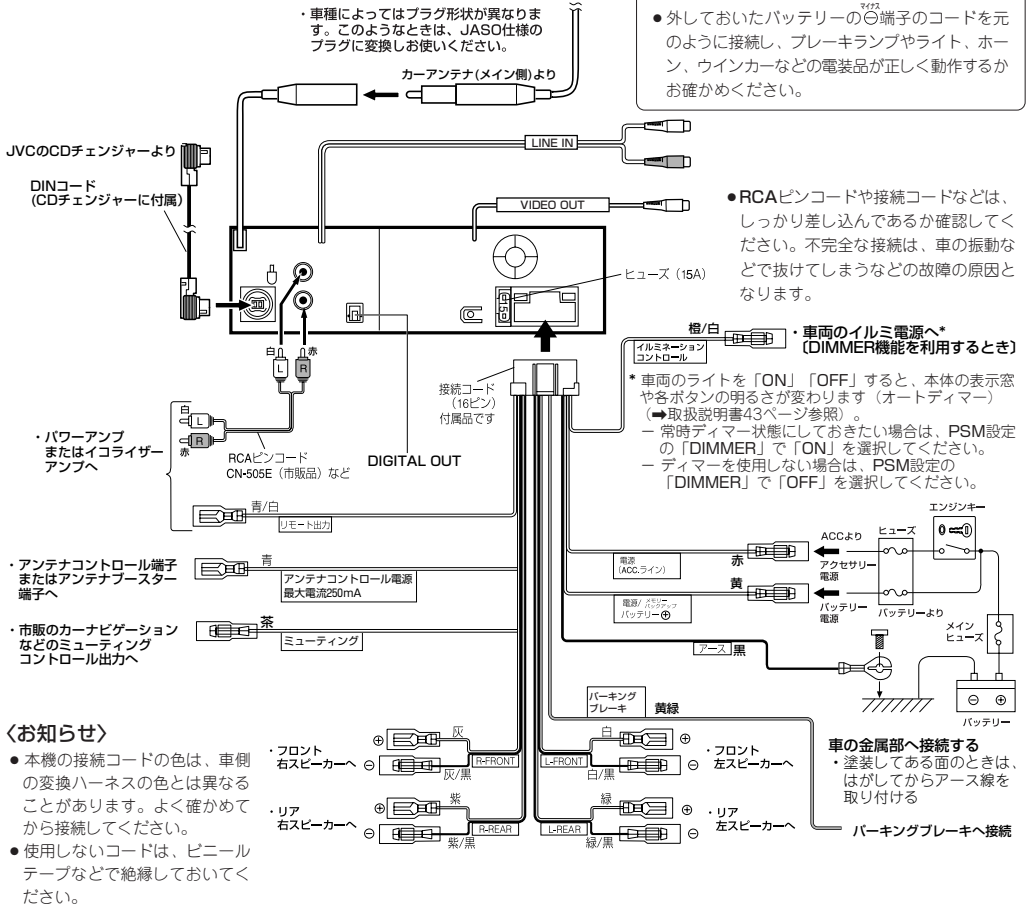 ・車種によってはプラグ形状が異なりま
す。このようなときは、JASO仕様の
プラグに変換しお使いください。
● 外しておいたバッテリーの⊖端子のコードを元
マイナス
のように接続し、ブレーキランプやライト、ホー
ン、ウインカーなどの電装品が正しく動作するか
お確かめください。
カーアンテナ(メイン側)より
LINE IN
JVCのCDチェンジャーより
DINコード
(CDチェンジャーに付属)
VIDEO OUT
● RCAピンコードや接続コードなどは、
しっかり差し込んであるか確認してく
ださい。不完全な接続は、車の振動な
どで抜けてしまうなどの故障の原因と
なります。
ヒューズ（15A）
15
白
赤
L
R
接続コード
(16ピン)
付属品です
橙/白
イルミネーション
コントロール
・車両のイルミ電源へ*
〔DIMMER機能を利用するとき〕
* 車両のライトを「ON」「OFF」すると、本体の表示窓
や各ボタンの明るさが変わります（オートディマー）
（➡取扱説明書43ページ参照）。
― 常時ディマー状態にしておきたい場合は、PSM設定
の「DIMMER」で「ON」を選択してください。
― ディマーを使用しない場合は、PSM設定の
「DIMMER」で「OFF」を選択してください。
・パワーアンプ
またはイコライザー
アンプへ
白
L
R
赤
RCAピンコード
CN-505E（市販品）など
DIGITAL OUT
青/白
リモート出力
エンジンキー
ACCより
ヒューズ
電源
(ACC.ライン)
赤
アクセサリー
電源
・アンテナコントロール端子
またはアンテナブースター
端子へ
青
アンテナコントロール電源
最大電流250mA
電源/ メモリー
バックアップ
バッテリー⊕
黄
バッテリー
電源
バッテリーより
メイン
ヒューズ
・市販のカーナビゲーション
などのミューティング
コントロール出力へ
茶
ミューティング
アース
黒
⊖ ⊕
バッテリー
パーキング
ブレーキ
黄緑
〈お知らせ〉
● 本機の接続コードの色は、車側
の変換ハーネスの色とは異なる
ことがあります。よく確かめて
から接続してください。
● 使用しないコードは、ビニール
テープなどで絶縁しておいてく
ださい。
・フロント
右スピーカーへ
⊕
⊖
灰
R-FRONT
灰/黒
白
L-FRONT
白/黒
⊕
⊖
・フロント
左スピーカーへ
車の金属部へ接続する
・塗装してある面のときは、
はがしてからアース線を
取り付ける
・リア
右スピーカーへ
⊕
⊖
紫
R-REAR
紫/黒
緑
L-REAR
緑/黒
⊕
⊖
・リア
左スピーカーへ
パーキングブレーキへ接続